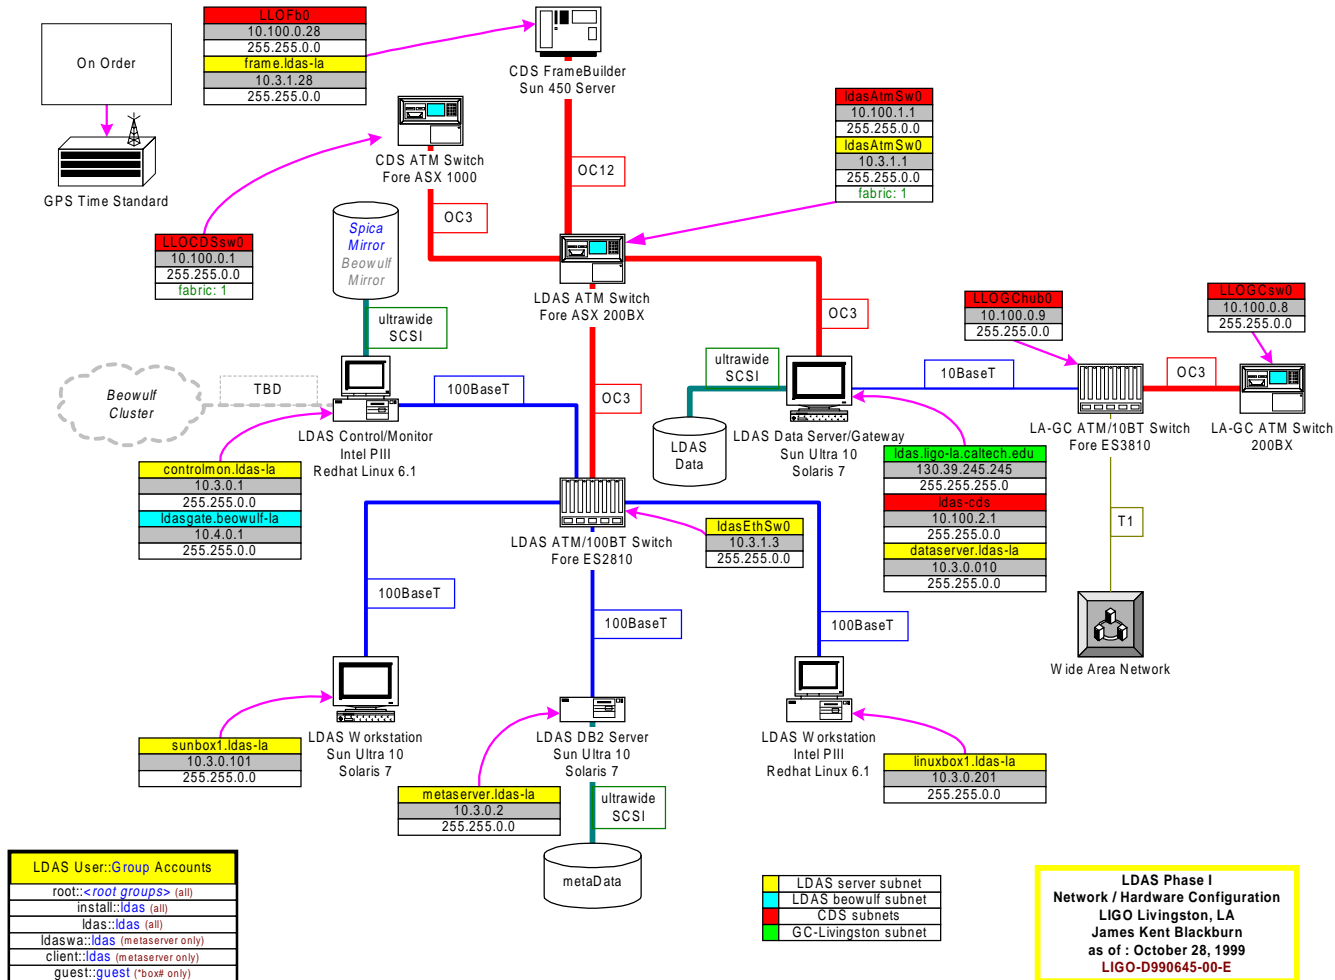 On Order
GPS Time Standard
LLOFb0
10.100.0.28
255.255.0.0
frame.ldas-la
10.3.1.28
255.255.0.0
CDS FrameBuilder
Sun 450 Server
CDS ATM Switch
Fore ASX 1000
OC12
OC3
ldasAtmSw0
10.100.1.1
255.255.0.0
ldasAtmSw0
10.3.1.1
255.255.0.0
fabric: 1
LLOCDSsw0
10.100.0.1
255.255.0.0
fabric: 1
Spica
Mirror
Beowulf
Mirror
ultrawide
SCSI
LDAS ATM Switch
Fore ASX 200BX
OC3
OC3
LLOGChub0
10.100.0.9
255.255.0.0
LLOGCsw0
10.100.0.8
255.255.0.0
Beowulf
Cluster
TBD
100BaseT
ultrawide
SCSI
10BaseT
OC3
LDAS Control/Monitor
Intel PIII
Redhat Linux 6.1
LDAS
Data
LDAS Data Server/Gateway
Sun Ultra 10
Solaris 7
LA-GC ATM/10BT Switch
Fore ES3810
LA-GC ATM Switch
200BX
controlmon.ldas-la
10.3.0.1
255.255.0.0
ldasgate.beowulf-la
10.4.0.1
255.255.0.0
ldas.ligo-la.caltech.edu
130.39.245.245
255.255.255.0
ldas-cds
10.100.2.1
255.255.0.0
dataserver.ldas-la
10.3.0.010
255.255.0.0
LDAS ATM/100BT Switch
Fore ES2810
ldasEthSw0
10.3.1.3
255.255.0.0
T1
100BaseT
100BaseT
100BaseT
Wide Area Network
LDAS Workstation
Sun Ultra 10
Solaris 7
LDAS DB2 Server
Sun Ultra 10
Solaris 7
LDAS Workstation
Intel PIII
Redhat Linux 6.1
sunbox1.ldas-la
10.3.0.101
255.255.0.0
metaserver.ldas-la
10.3.0.2
255.255.0.0
linuxbox1.ldas-la
10.3.0.201
255.255.0.0
ultrawide
SCSI
metaData
LDAS User::Group Accounts
root::<root groups> (all)
install::ldas (all)
ldas::ldas (all)
ldaswa::ldas (metaserver only)
client::ldas (metaserver only)
guest::guest (*box# only)
LDAS server subnet
LDAS beowulf subnet
CDS subnets
GC-Livingston subnet
LDAS Phase I
Network / Hardware Configuration
LIGO Livingston, LA
James Kent Blackburn
as of : October 28, 1999
LIGO-D990645-00-E